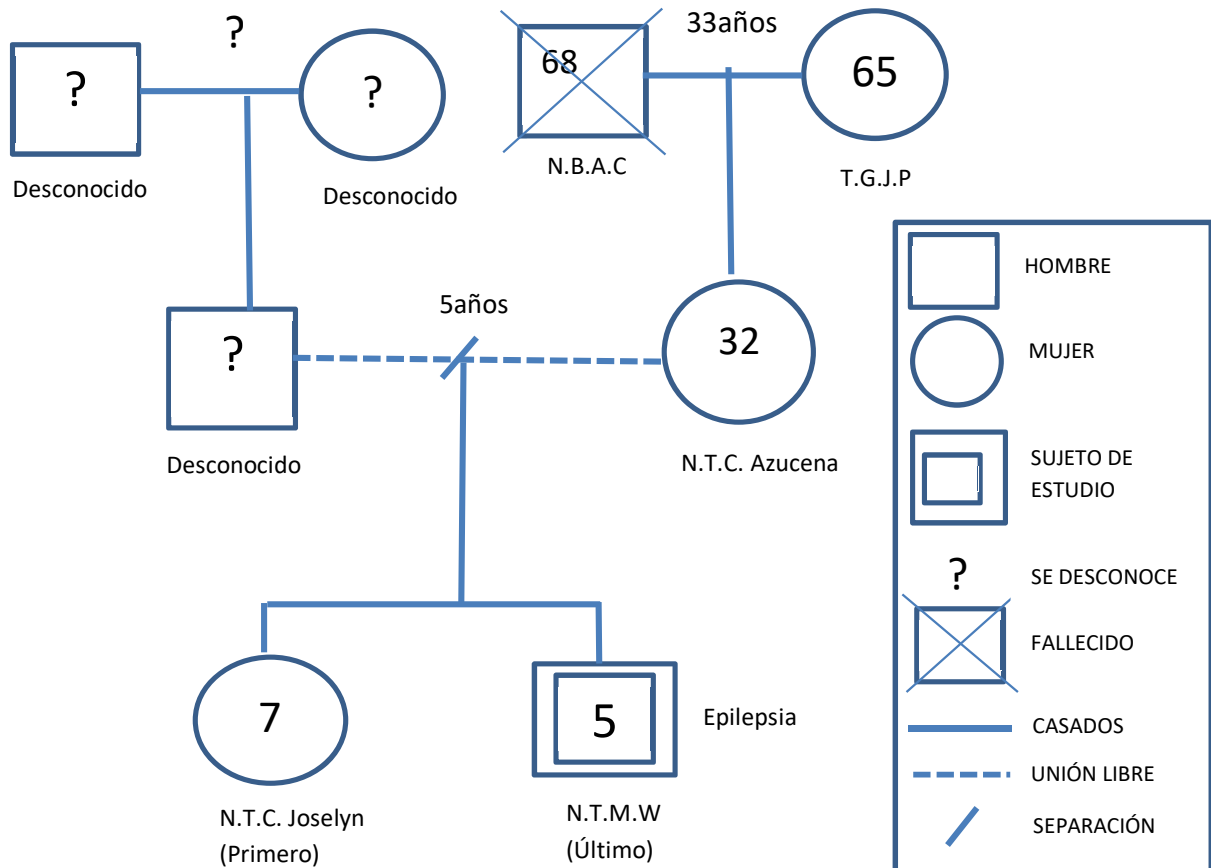 ?
33años
?
?
68
65
Desconocido
Desconocido
N.B.A.C
T.G.J.P
5años
?
32
Desconocido
N.T.C. Azucena
7
5
Epilepsia
N.T.C. Joselyn
(Primero)
N.T.M.W
(Último)
HOMBRE
MUJER
SUJETO DE
ESTUDIO
?
SE DESCONOCE
FALLECIDO
CASADOS
UNIÓN LIBRE
SEPARACIÓN